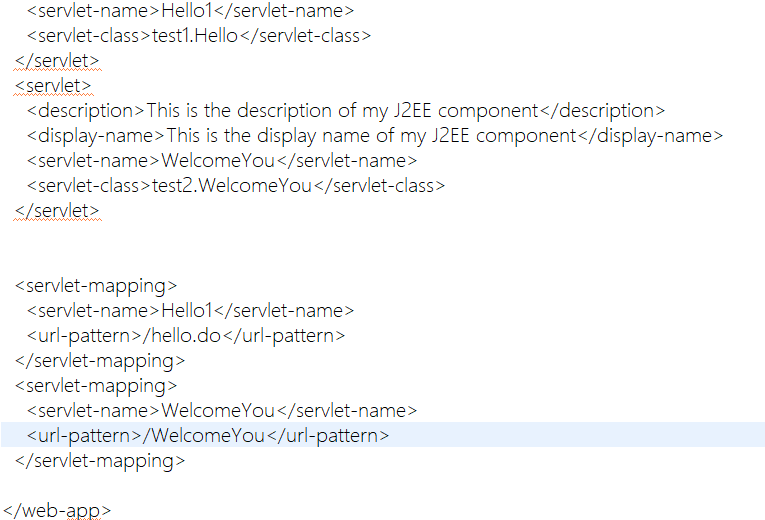 <servlet-name>Hello1</servlet-name>
<servlet-class>test1.Hello</servlet-class>
</servlet>
<servlet>
<description>This is the description of my J2EE component</description>
<display-name>This is the display name of my J2EE component</display-name>
<servlet-name>WelcomeYou</servlet-name>
<servlet-class>test2.WelcomeYou</servlet-class>
</servlet>
<servlet-mapping>
<servlet-name>Hello1</servlet-name>
<url-pattern>/hello.do</url-pattern>
</servlet-mapping>
<servlet-mapping>
<servlet-name>WelcomeYou</servlet-name>
<url-pattern>/WelcomeYou</url-pattern>
</servlet-mapping>
</web-app>